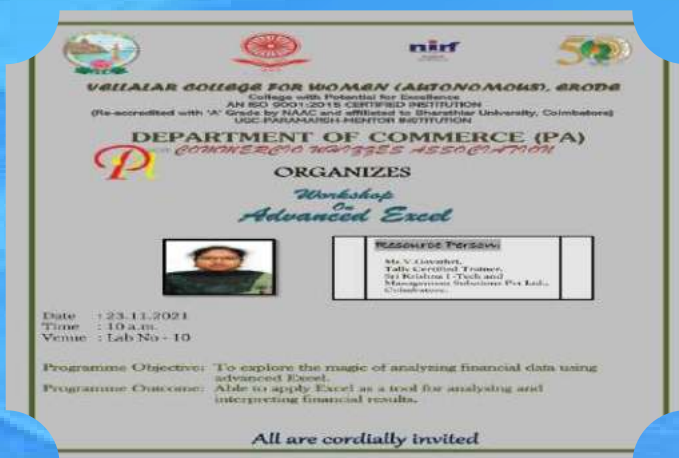 nirf
50
VELLALAR COLLEGE FOR WOMEN (AUTONOMOUS), ERODE
College with Potential for Excellence
AN ISO 9001:2015 CERTIFIED INSTITUTION
(Re-accredited with 'A' Grade by NAAC and affiliated to Bharathiar University, Coimbatore)
UGC-PARAMARSH-MENTOR INSTITUTION
DEPARTMENT OF COMMERCE (PA)
COMMERCIO WHIZZES ASSOCIATION
ORGANIZES
Workshop
On
Advanced Excel
Resource Person
Ms.V.Gayathri,
Tally Certified Trainer,
Sri Krishna I-Tech and
Management Solutions Pvt Ltd.,
Coimbatore.
Date : 23.11.2021
Time : 10 a.m.
Venue : Lab No - 10
Programme Objective: To explore the magic of analyzing financial data using
advanced Excel.
Programme Outcome: Able to apply Excel as a tool for analysing and
interpreting financial results.
All are cordially invited